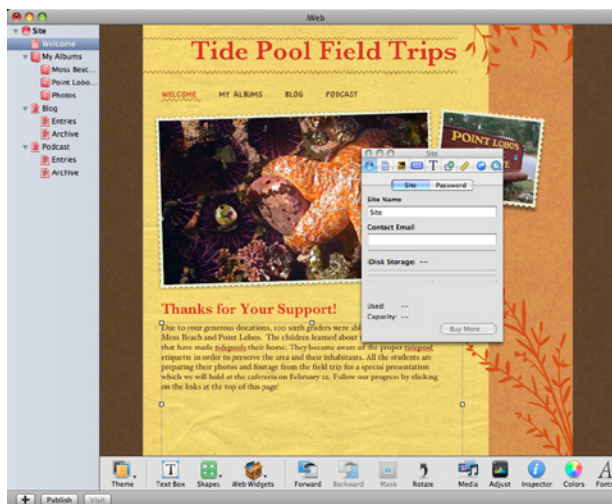 iWeb
Site
Welcome
My Albums
Moss Beac...
Point Lobo...
Photos
Blog
Entries
Archive
Podcast
Entries
Archive
Tide Pool Field Trips
WELCOME MY ALBUMS BLOG PODCAST
POINT LOBOS
Site
Site Password
Site Name
Site
Contact Email
iDisk Storage: --
Used: --
Capacity: --
Buy More...
Thanks for Your Support!
Due to your generous donations, 100 sixth graders were abl
Moss Beach and Point Lobos. The children learned about
that have made tidepools their home. They became aware of the proper tidepool
etiquette in order to preserve the area and their inhabitants. All the students are
preparing their photos and footage from the field trip for a special presentation
which we will hold at the cafeteria on February 12. Follow our progress by clicking
on the links at the top of this page!
Theme Text Box Shapes Web Widgets Forward Backward Mask Rotate Media Adjust Inspector Colors Fonts
Publish Visit